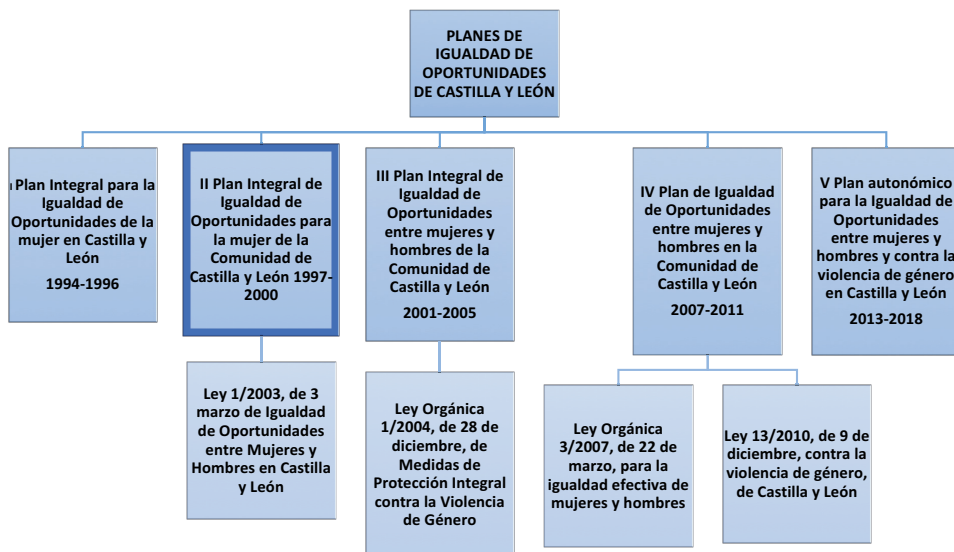 PLANES DE
IGUALDAD DE
OPORTUNIDADES
DE CASTILLA Y LEÓN
I Plan Integral para la
Igualdad de
Oportunidades de la
mujer en Castilla y
León
1994-1996
II Plan Integral de
Igualdad de
Oportunidades para
la mujer de la
Comunidad de
Castilla y León 1997-
2000
III Plan Integral de
Igualdad de
Oportunidades
entre mujeres y
hombres de la
Comunidad de
Castilla y León
2001-2005
IV Plan de Igualdad
de Oportunidades
entre mujeres y
hombres en la
Comunidad de
Castilla y León
2007-2011
V Plan autonómico
para la Igualdad de
Oportunidades
entre mujeres y
hombres y contra la
violencia de género
en Castilla y León
2013-2018
Ley 1/2003, de 3
marzo de Igualdad
de Oportunidades
entre Mujeres y
Hombres en Castilla
y León
Ley Orgánica
1/2004, de 28 de
diciembre, de
Medidas de
Protección Integral
contra la Violencia
de Género
Ley Orgánica
3/2007, de 22 de
marzo, para la
igualdad efectiva de
mujeres y hombres
Ley 13/2010, de 9 de
diciembre, contra la
violencia de género,
de Castilla y León